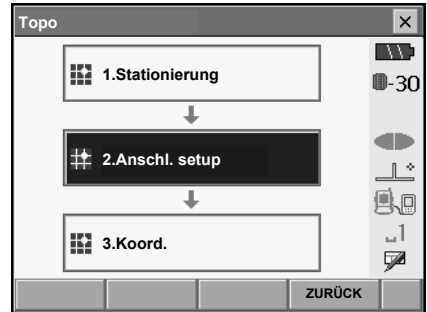 Topo
1.Stationierung
-30
2.Anschl. setup
3.Koord.
1
ZURÜCK